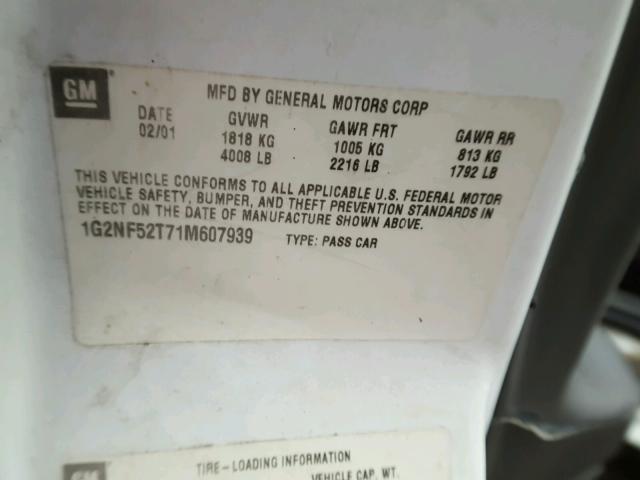 GM
MFD BY GENERAL MOTORS CORP
DATE GVWR GAWR FRT GAWR RR
02/01 1818 KG 1005 KG 813 KG
4008 LB 2216 LB 1792 LB
THIS VEHICLE CONFORMS TO ALL APPLICABLE U.S. FEDERAL MOTOR
VEHICLE SAFETY, BUMPER, AND THEFT PREVENTION STANDARDS IN
EFFECT ON THE DATE OF MANUFACTURE SHOWN ABOVE.
1G2NF52T71M607939 TYPE: PASS CAR
GM
TIRE-LOADING INFORMATION
VEHICLE CAP. WT.